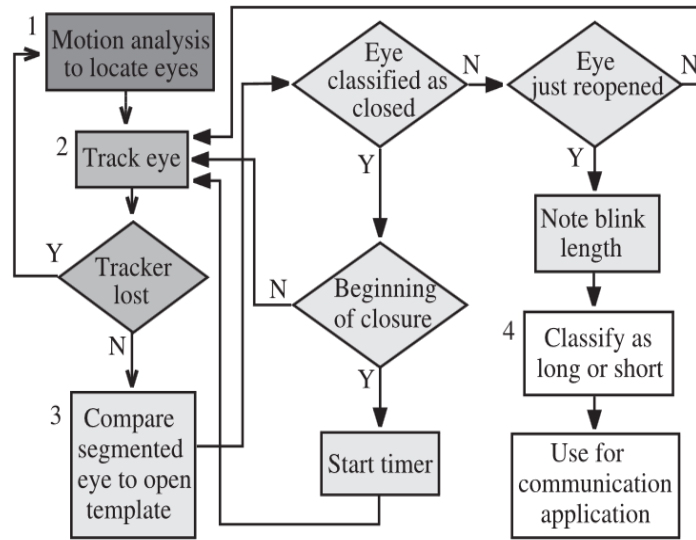 1
Motion analysis
to locate eyes
2
Track eye
Tracker
lost
Y
N
3
Compare
segmented
eye to open
template
Eye
classified as
closed
N
Y
Beginning
of closure
N
Y
Start timer
Eye
just reopened
N
Y
Note blink
length
4
Classify as
long or short
Use for
communication
application